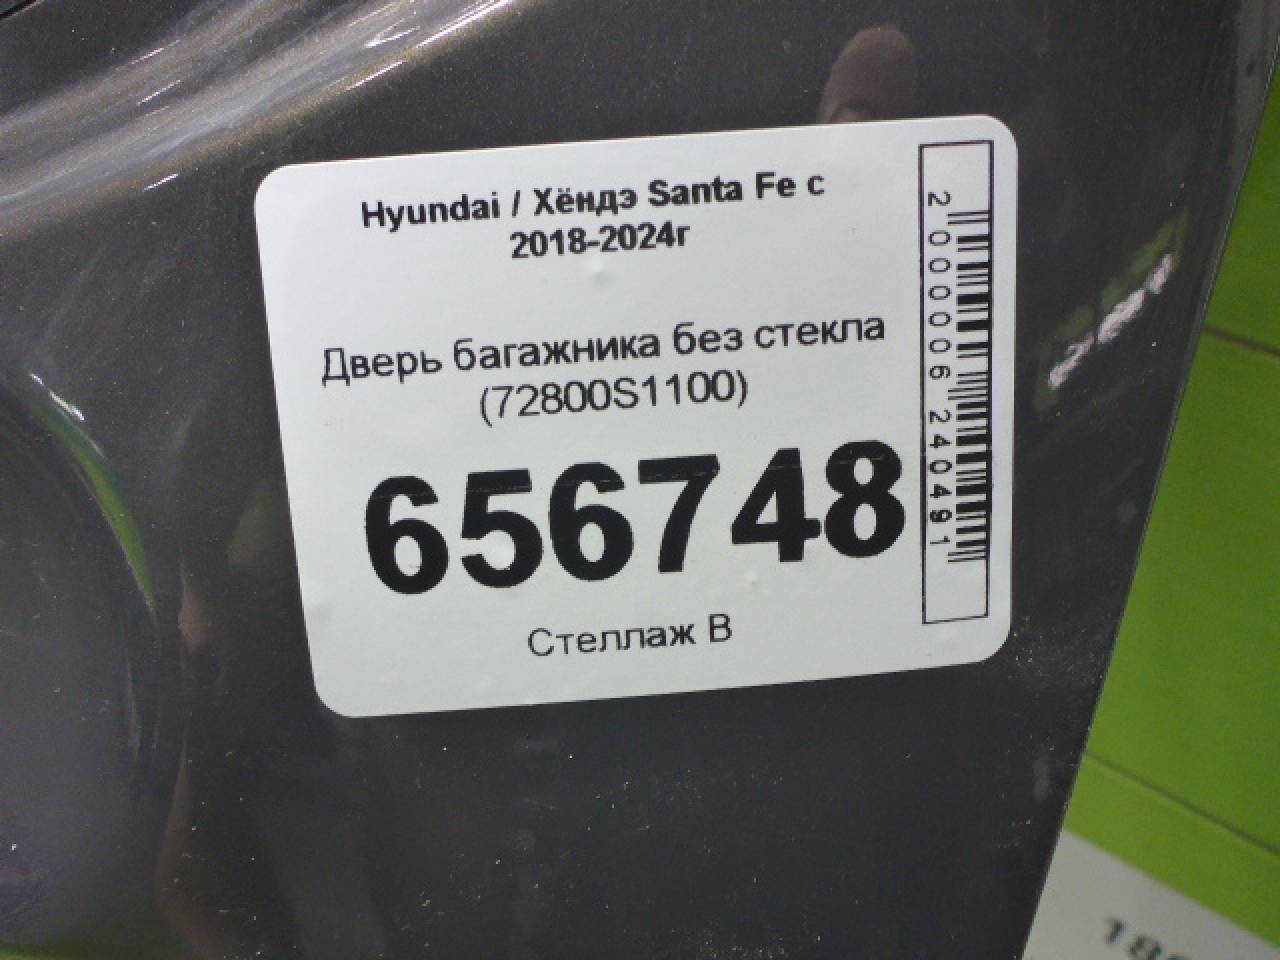 Hyundai / Хёндэ Santa Fe с
2018-2024г
Дверь багажника без стекла
(72800S1100)
656748
Стеллаж В
2000006240491